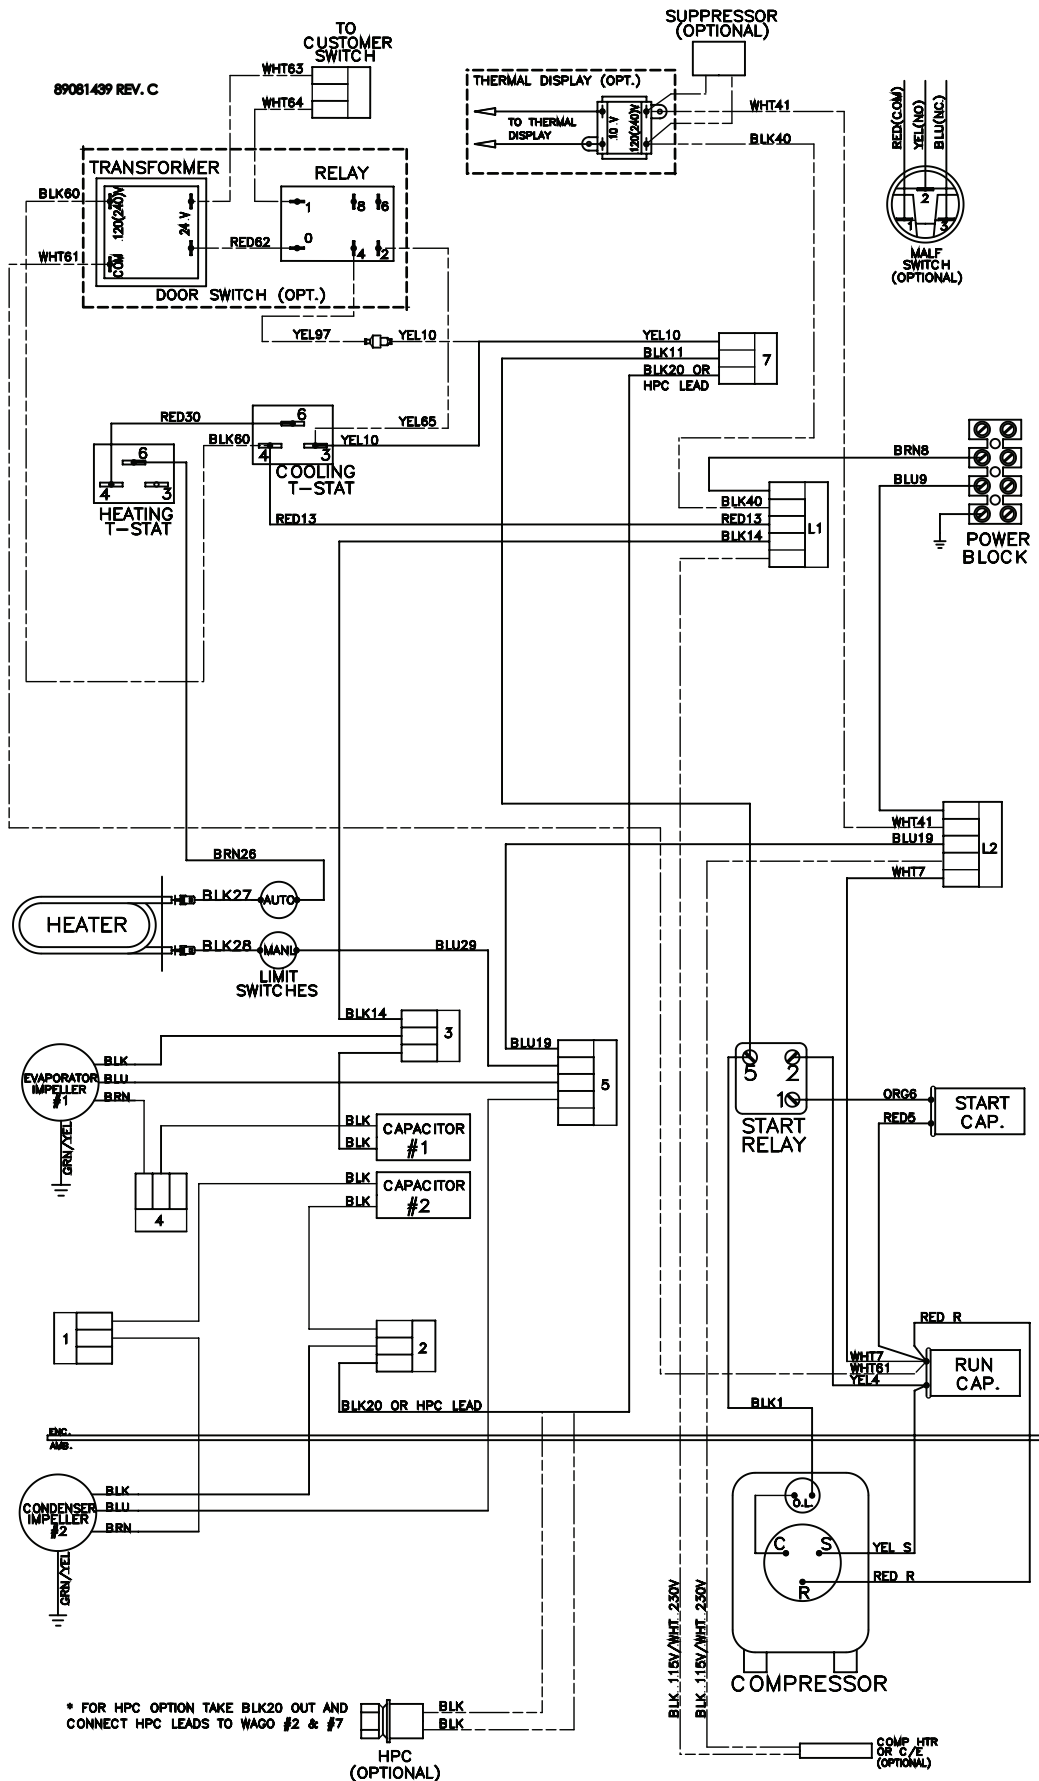 SUPPRESSOR
(OPTIONAL)
TO
CUSTOMER
SWITCH
WHT63
WHT64
89081439 REV. C
THERMAL DISPLAY (OPT.)
TO THERMAL
DISPLAY
10 V
120(240)V
WHT41
BLK40
RED(COM)
YEL(NO)
BLU(NC)
1
2
3
MALF
SWITCH
(OPTIONAL)
TRANSFORMER
RELAY
BLK60
120(240)V
24 V
COM
WHT61
RED62
1
8
6
0
4
2
DOOR SWITCH (OPT.)
YEL97
YEL10
YEL10
BLK11
BLK20 OR
HPC LEAD
7
RED30
6
YEL65
BLK60
4
3
YEL10
COOLING
T-STAT
6
4
3
HEATING
T-STAT
RED13
BRN8
BLU9
BLK40
RED13
BLK14
L1
POWER
BLOCK
WHT41
BLU19
WHT7
L2
BRN26
BLK27
AUTO
HEATER
BLK28
MANL
BLU29
LIMIT
SWITCHES
BLK14
3
BLU19
5
BLK
BLU
BRN
EVAPORATOR
IMPELLER
#1
GRN/YEL
BLK
BLK
CAPACITOR
#1
BLK
BLK
CAPACITOR
#2
4
5
2
1
START
RELAY
ORG6
RED5
START
CAP.
1
2
RED R
WHT7
WHT61
YEL4
RUN
CAP.
BLK20 OR HPC LEAD
BLK1
ENC.
AMB.
BLK
BLU
BRN
CONDENSER
IMPELLER
#2
GRN/YEL
O.L.
C
S
R
YEL S
RED R
BLK 115V/WHT 230V
BLK 115V/WHT 230V
COMPRESSOR
* FOR HPC OPTION TAKE BLK20 OUT AND
CONNECT HPC LEADS TO WAGO #2 & #7
BLK
BLK
HPC
(OPTIONAL)
COMP HTR
OR C/E
(OPTIONAL)